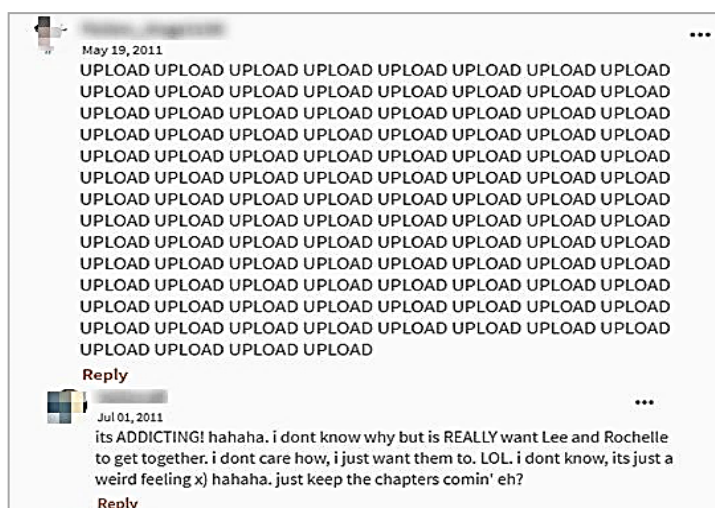 May 19, 2011
UPLOAD UPLOAD UPLOAD UPLOAD UPLOAD UPLOAD UPLOAD UPLOAD
UPLOAD UPLOAD UPLOAD UPLOAD UPLOAD UPLOAD UPLOAD UPLOAD
UPLOAD UPLOAD UPLOAD UPLOAD UPLOAD UPLOAD UPLOAD UPLOAD
UPLOAD UPLOAD UPLOAD UPLOAD UPLOAD UPLOAD UPLOAD UPLOAD
UPLOAD UPLOAD UPLOAD UPLOAD UPLOAD UPLOAD UPLOAD UPLOAD
UPLOAD UPLOAD UPLOAD UPLOAD UPLOAD UPLOAD UPLOAD UPLOAD
UPLOAD UPLOAD UPLOAD UPLOAD UPLOAD UPLOAD UPLOAD UPLOAD
UPLOAD UPLOAD UPLOAD UPLOAD UPLOAD UPLOAD UPLOAD UPLOAD
UPLOAD UPLOAD UPLOAD UPLOAD UPLOAD UPLOAD UPLOAD UPLOAD
UPLOAD UPLOAD UPLOAD UPLOAD UPLOAD UPLOAD UPLOAD UPLOAD
UPLOAD UPLOAD UPLOAD UPLOAD UPLOAD UPLOAD UPLOAD UPLOAD
UPLOAD UPLOAD UPLOAD UPLOAD UPLOAD UPLOAD UPLOAD UPLOAD
UPLOAD UPLOAD UPLOAD UPLOAD UPLOAD UPLOAD UPLOAD UPLOAD
UPLOAD UPLOAD UPLOAD UPLOAD
Reply
Jul 01, 2011
its ADDICTING! hahaha. i dont know why but is REALLY want Lee and Rochelle
to get together. i dont care how, i just want them to. LOL. i dont know, its just a
weird feeling x) hahaha. just keep the chapters comin' eh?
Reply